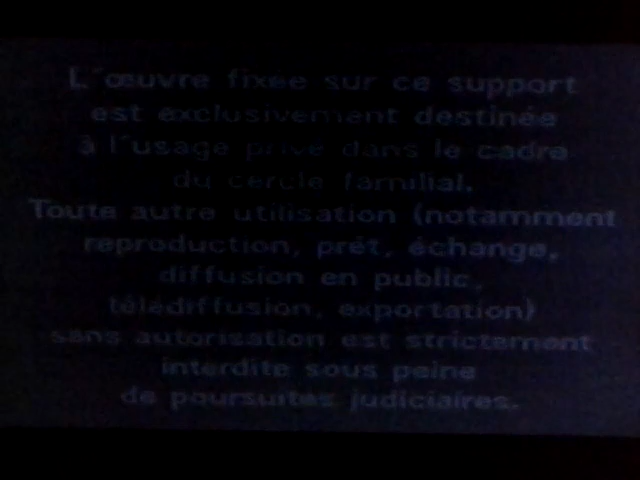 L'œuvre fixée sur ce support
est exclusivement destinée
à l'usage privé dans le cadre
du cercle familial.
Toute autre utilisation (notamment
reproduction, prêt, échange,
diffusion en public,
télédiffusion, exportation)
sans autorisation est strictement
interdite sous peine
de poursuites judiciaires.